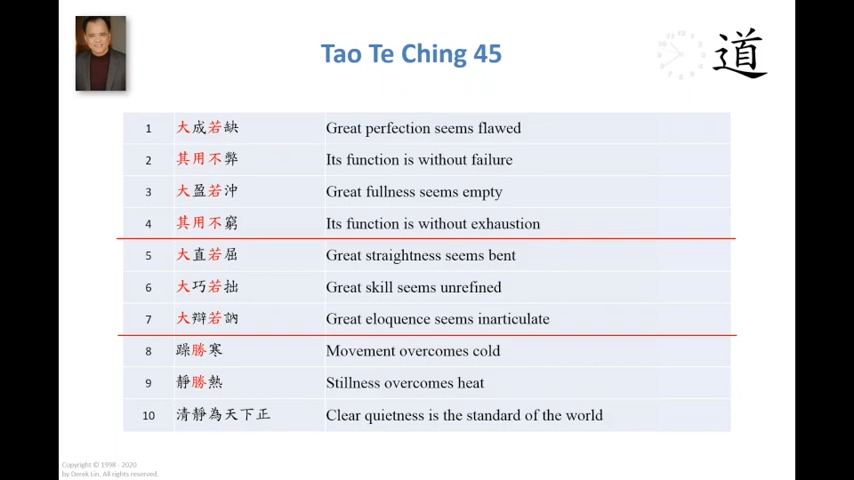 Tao Te Ching 45
道
1 大成若缺 Great perfection seems flawed
2 其用不弊 Its function is without failure
3 大盈若沖 Great fullness seems empty
4 其用不窮 Its function is without exhaustion
5 大直若屈 Great straightness seems bent
6 大巧若拙 Great skill seems unrefined
7 大辯若訥 Great eloquence seems inarticulate
8 躁勝寒 Movement overcomes cold
9 靜勝熱 Stillness overcomes heat
10 清靜為天下正 Clear quietness is the standard of the world
Copyright © 1998 - 2020
by Derek Lin, All rights reserved.